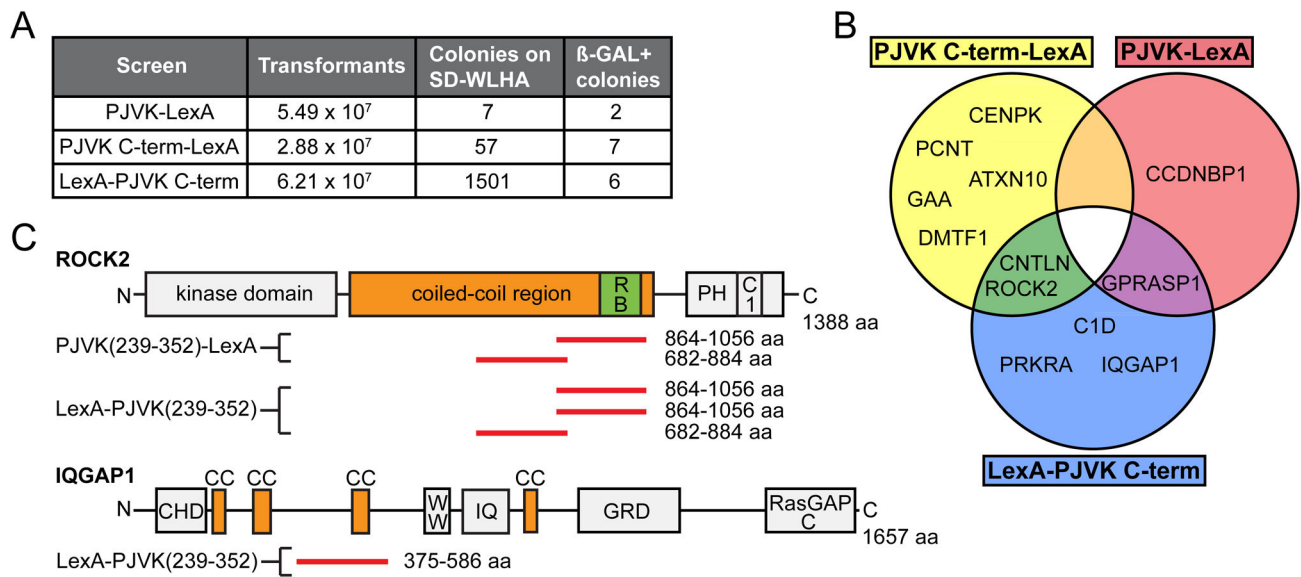 A
Screen Transformants Colonies on SD-WLHA ß-GAL+ colonies
PJVK-LexA 5.49 x 10⁷ 7 2
PJVK C-term-LexA 2.88 x 10⁷ 57 7
LexA-PJVK C-term 6.21 x 10⁷ 1501 6
B
PJVK C-term-LexA
PJVK-LexA
CENPK
PCNT
ATXN10
GAA
DMTF1
CCDNBP1
CNTLN
ROCK2
GPRASP1
C1D
PRKRA
IQGAP1
LexA-PJVK C-term
C
ROCK2
N
kinase domain
coiled-coil region
R
B
PH
C
1
C
1388 aa
PJVK(239-352)-LexA
864-1056 aa
682-884 aa
LexA-PJVK(239-352)
864-1056 aa
864-1056 aa
682-884 aa
IQGAP1
CC CC CC CC
N
CHD
W
W
IQ
GRD
RasGAP
C
C
1657 aa
LexA-PJVK(239-352)
375-586 aa